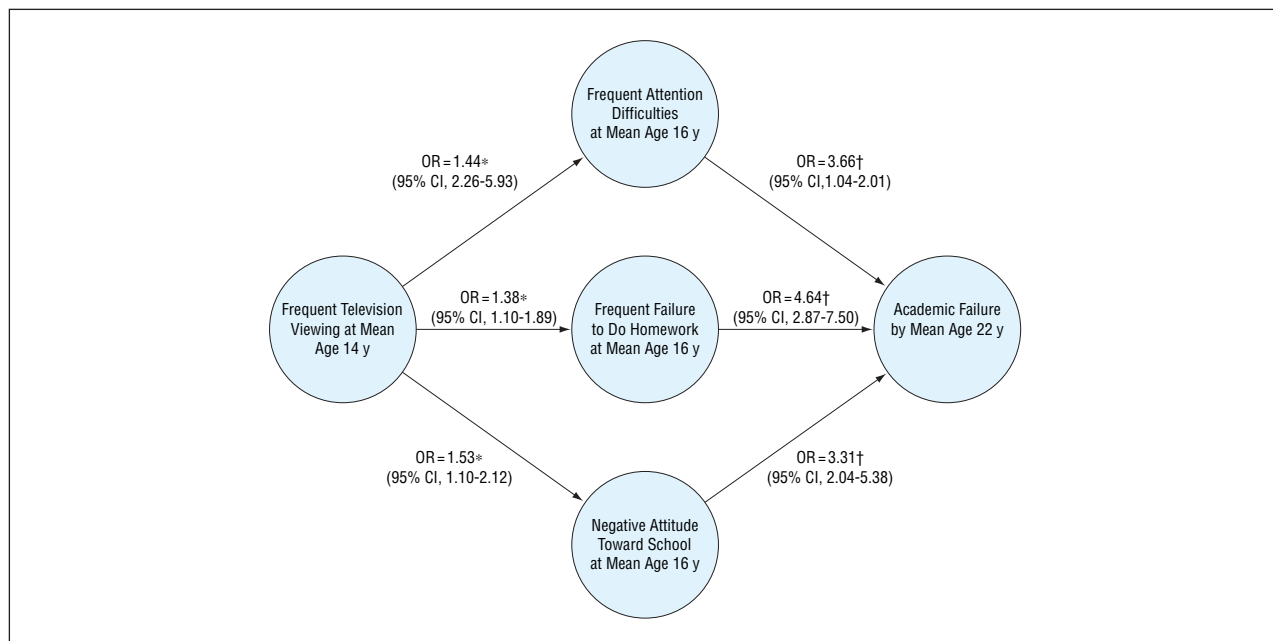 Frequent Attention
Difficulties
at Mean Age 16 y
OR = 1.44*
(95% CI, 2.26-5.93)
OR = 3.66†
(95% CI,1.04-2.01)
Frequent Television
Viewing at Mean
Age 14 y
OR = 1.38*
(95% CI, 1.10-1.89)
Frequent Failure
to Do Homework
at Mean Age 16 y
OR = 4.64†
(95% CI, 2.87-7.50)
Academic Failure
by Mean Age 22 y
OR = 1.53*
(95% CI, 1.10-2.12)
OR = 3.31†
(95% CI, 2.04-5.38)
Negative Attitude
Toward School
at Mean Age 16 y